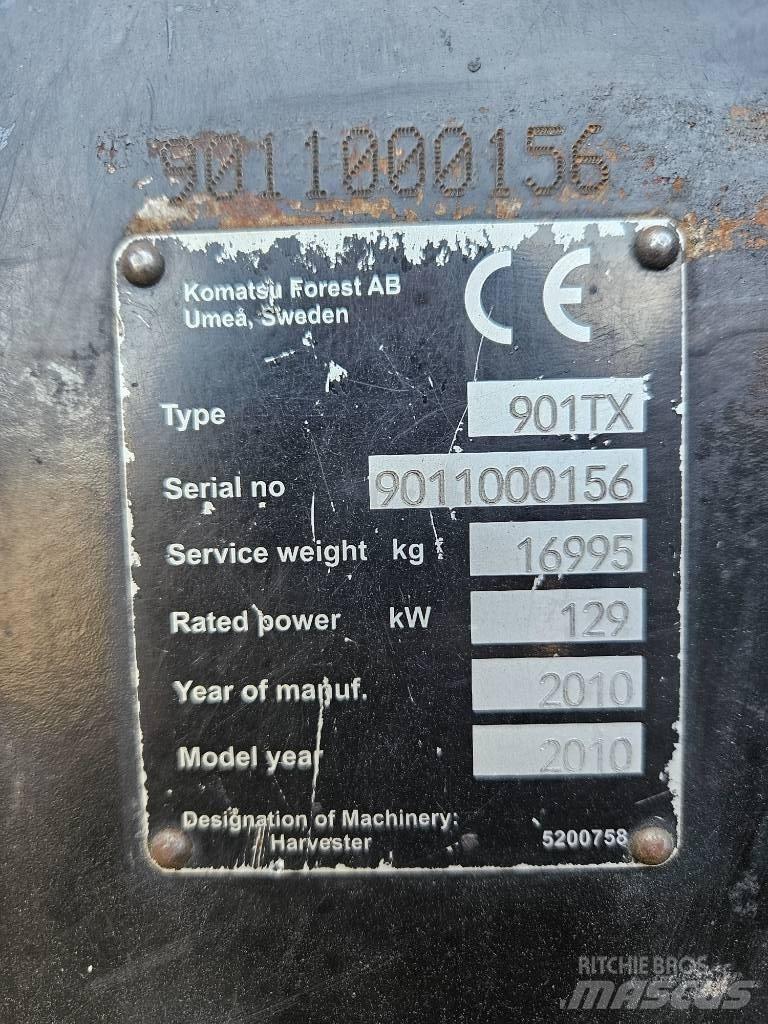 9011000156
Komatsu Forest AB
Umeå, Sweden
CE
Type 901TX
Serial no 9011000156
Service weight kg 16995
Rated power kW 129
Year of manuf. 2010
Model year 2010
Designation of Machinery:
Harvester 5200758
RITCHIE BROS
MASCUS